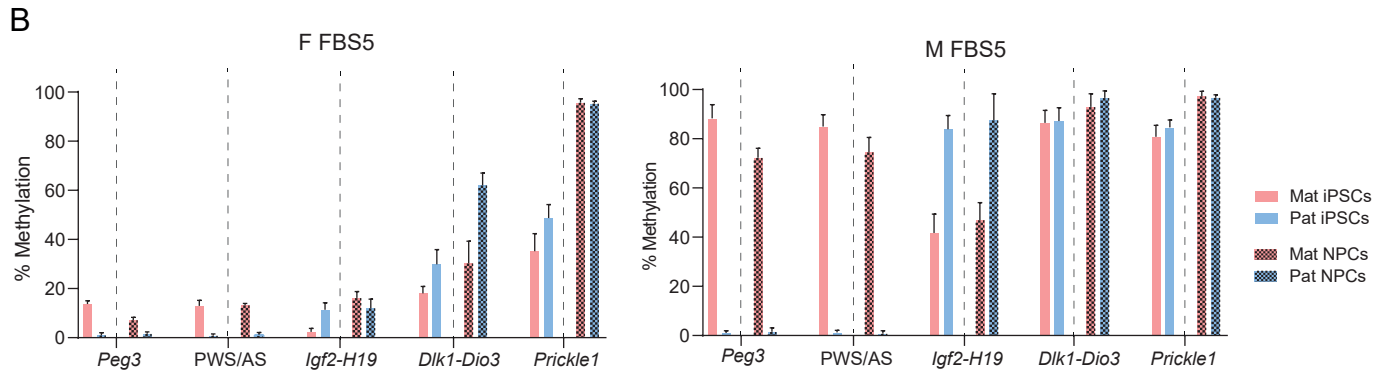 B
F FBS5
% Methylation
100
80
60
40
20
0
Peg3
PWS/AS
Igf2-H19
Dlk1-Dio3
Prickle1
M FBS5
% Methylation
100
80
60
40
20
0
Peg3
PWS/AS
Igf2-H19
Dlk1-Dio3
Prickle1
Mat iPSCs
Pat iPSCs
Mat NPCs
Pat NPCs